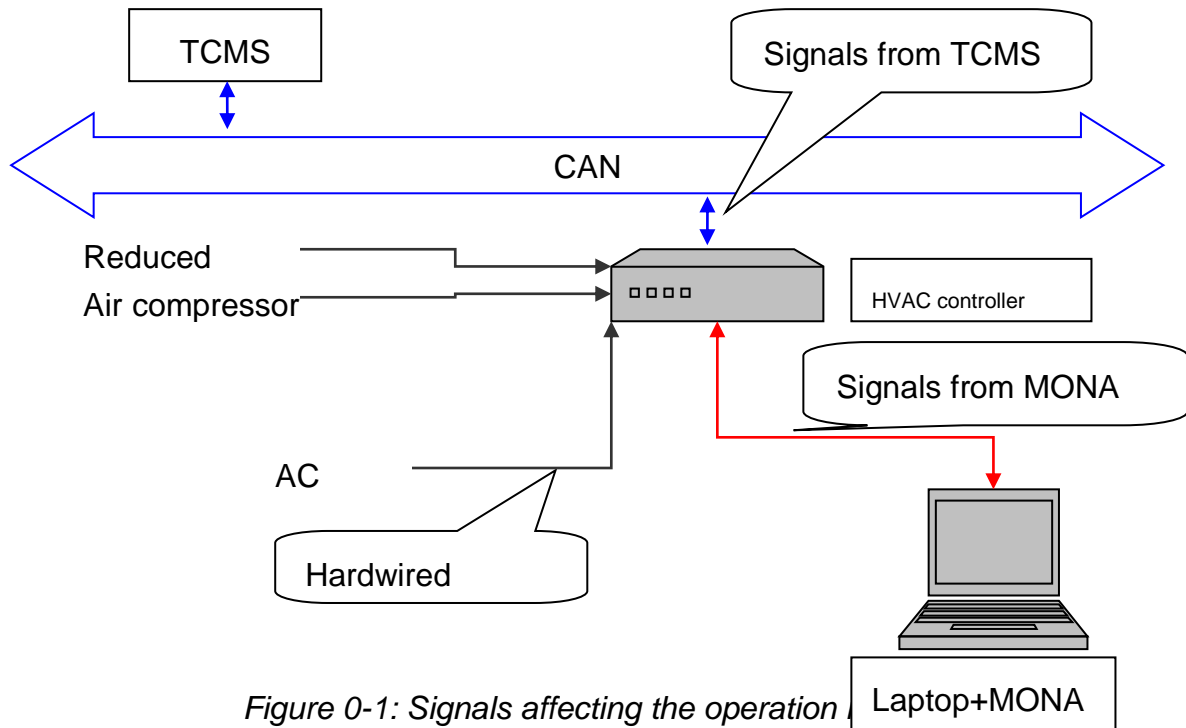 TCMS
Signals from TCMS
CAN
Reduced
Air compressor
HVAC controller
Signals from MONA
AC
Hardwired
Laptop+MONA
Figure 0-1: Signals affecting the operation